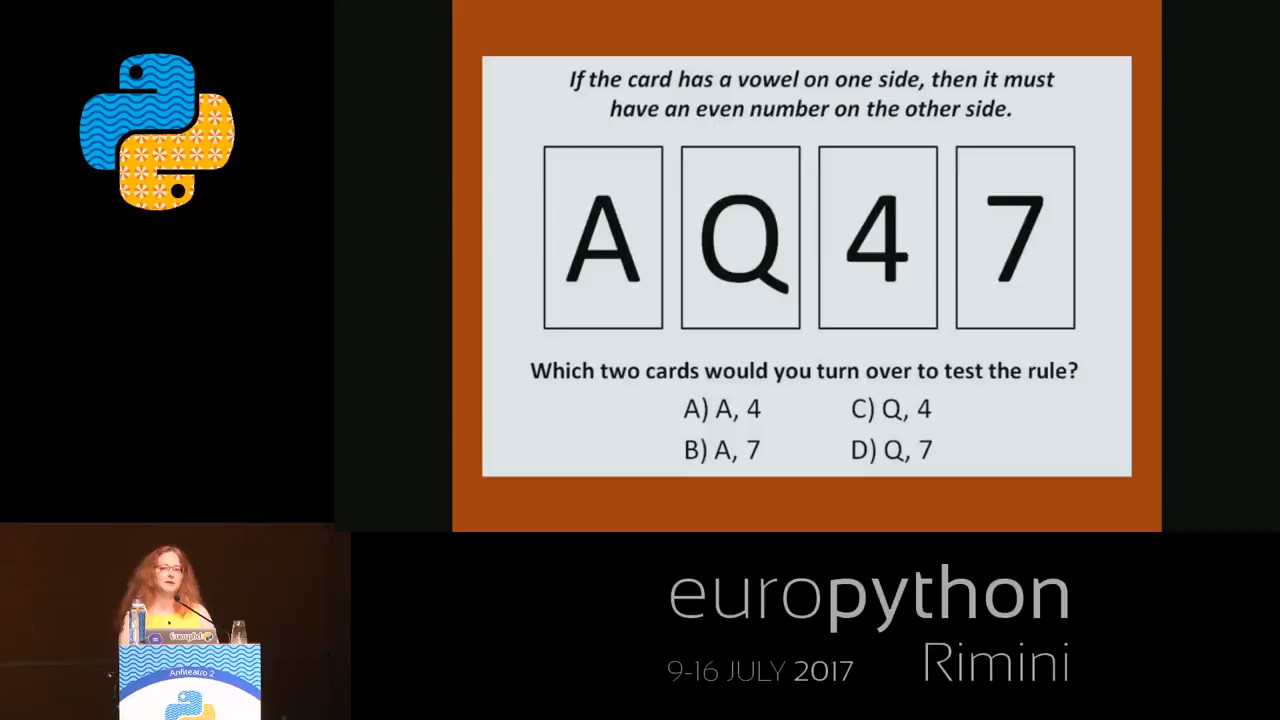 If the card has a vowel on one side, then it must
have an even number on the other side.
A Q 4 7
Which two cards would you turn over to test the rule?
A) A, 4 C) Q, 4
B) A, 7 D) Q, 7
europython
9-16 JULY 2017 Rimini
Anfiteatro 2